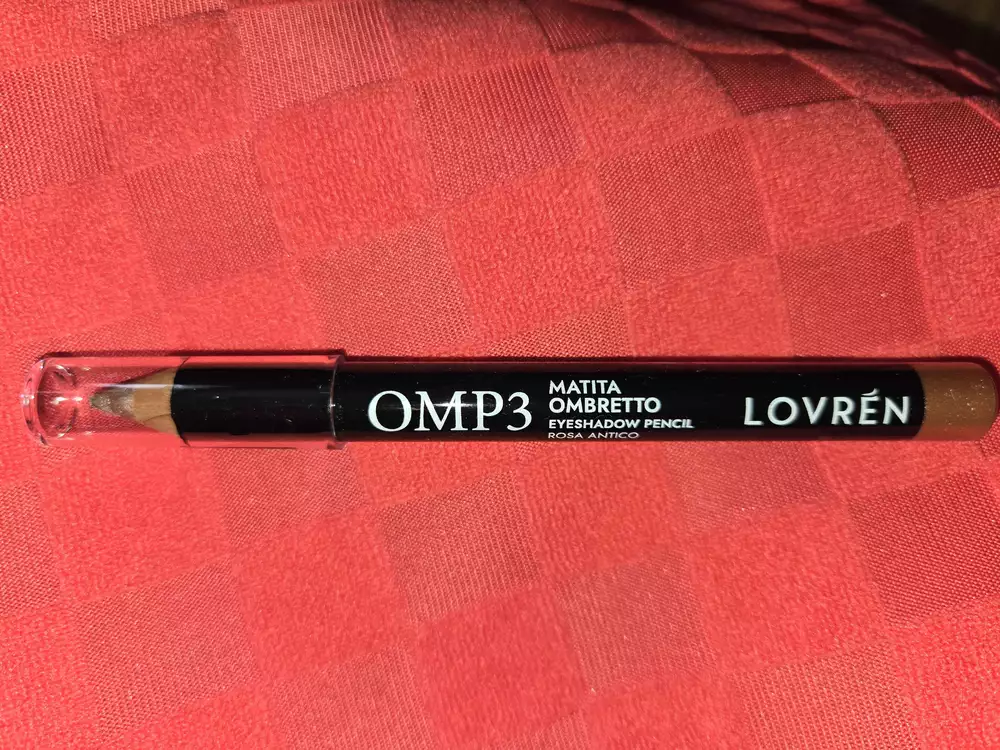 OMP3
MATITA
OMBRETTO
EYESHADOW PENCIL
ROSA ANTICO
LOVRÉN